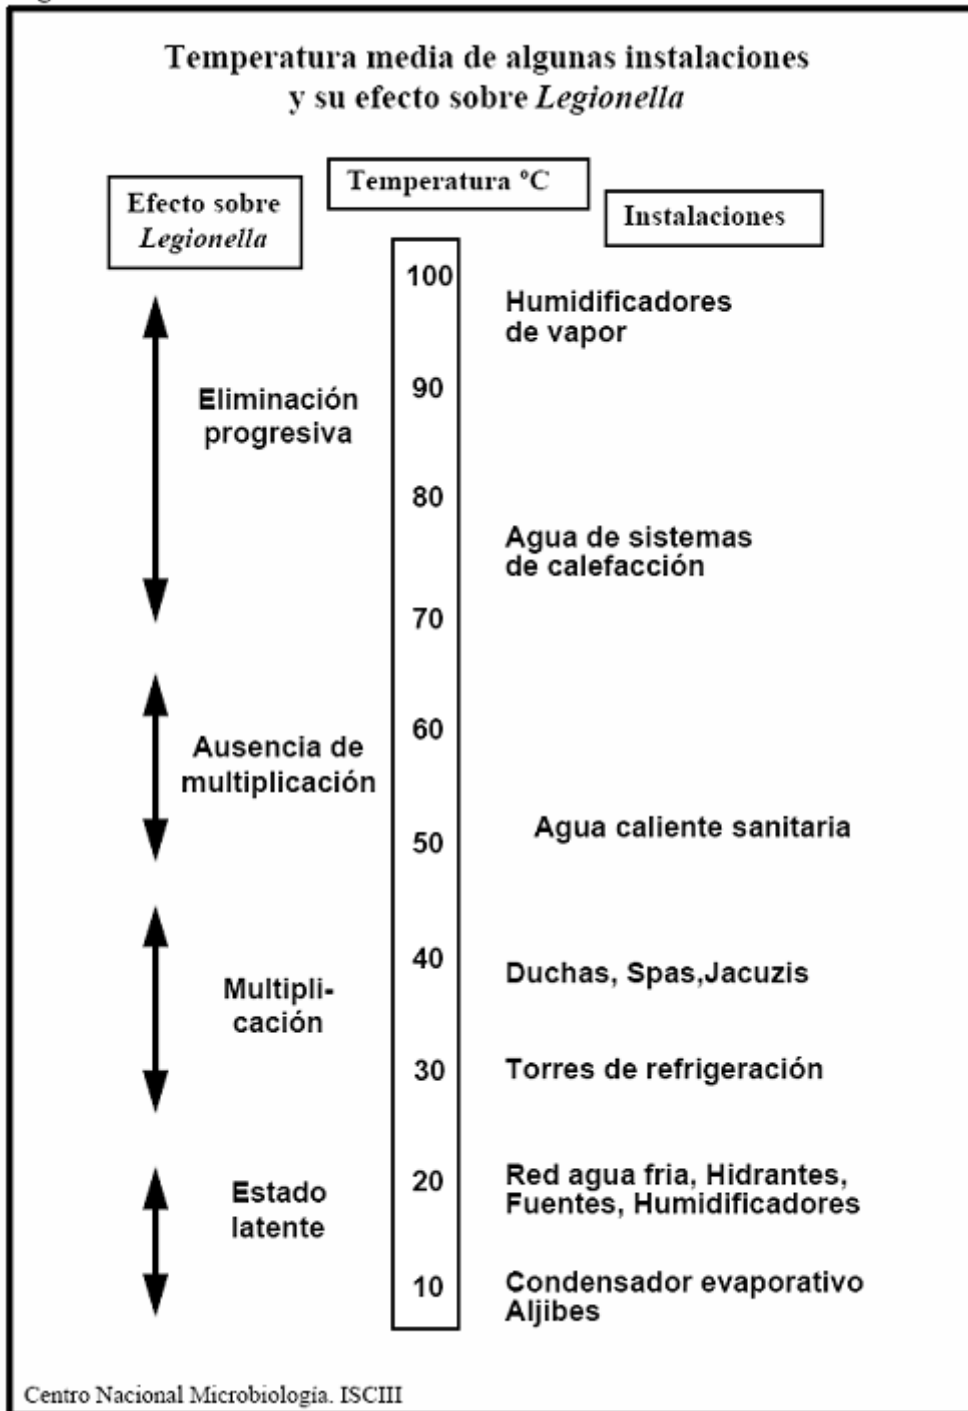 Temperatura media de algunas instalaciones
y su efecto sobre Legionella
Temperatura ºC
Efecto sobre
Legionella
Instalaciones
100
Humidificadores
de vapor
90
Eliminación
progresiva
80
Agua de sistemas
de calefacción
70
60
Ausencia de
multiplicación
50
Agua caliente sanitaria
40
Duchas, Spas,Jacuzis
Multipli-
cación
30
Torres de refrigeración
20
Red agua fria, Hidrantes,
Fuentes, Humidificadores
Estado
latente
10
Condensador evaporativo
Aljibes
Centro Nacional Microbiología. ISCIII